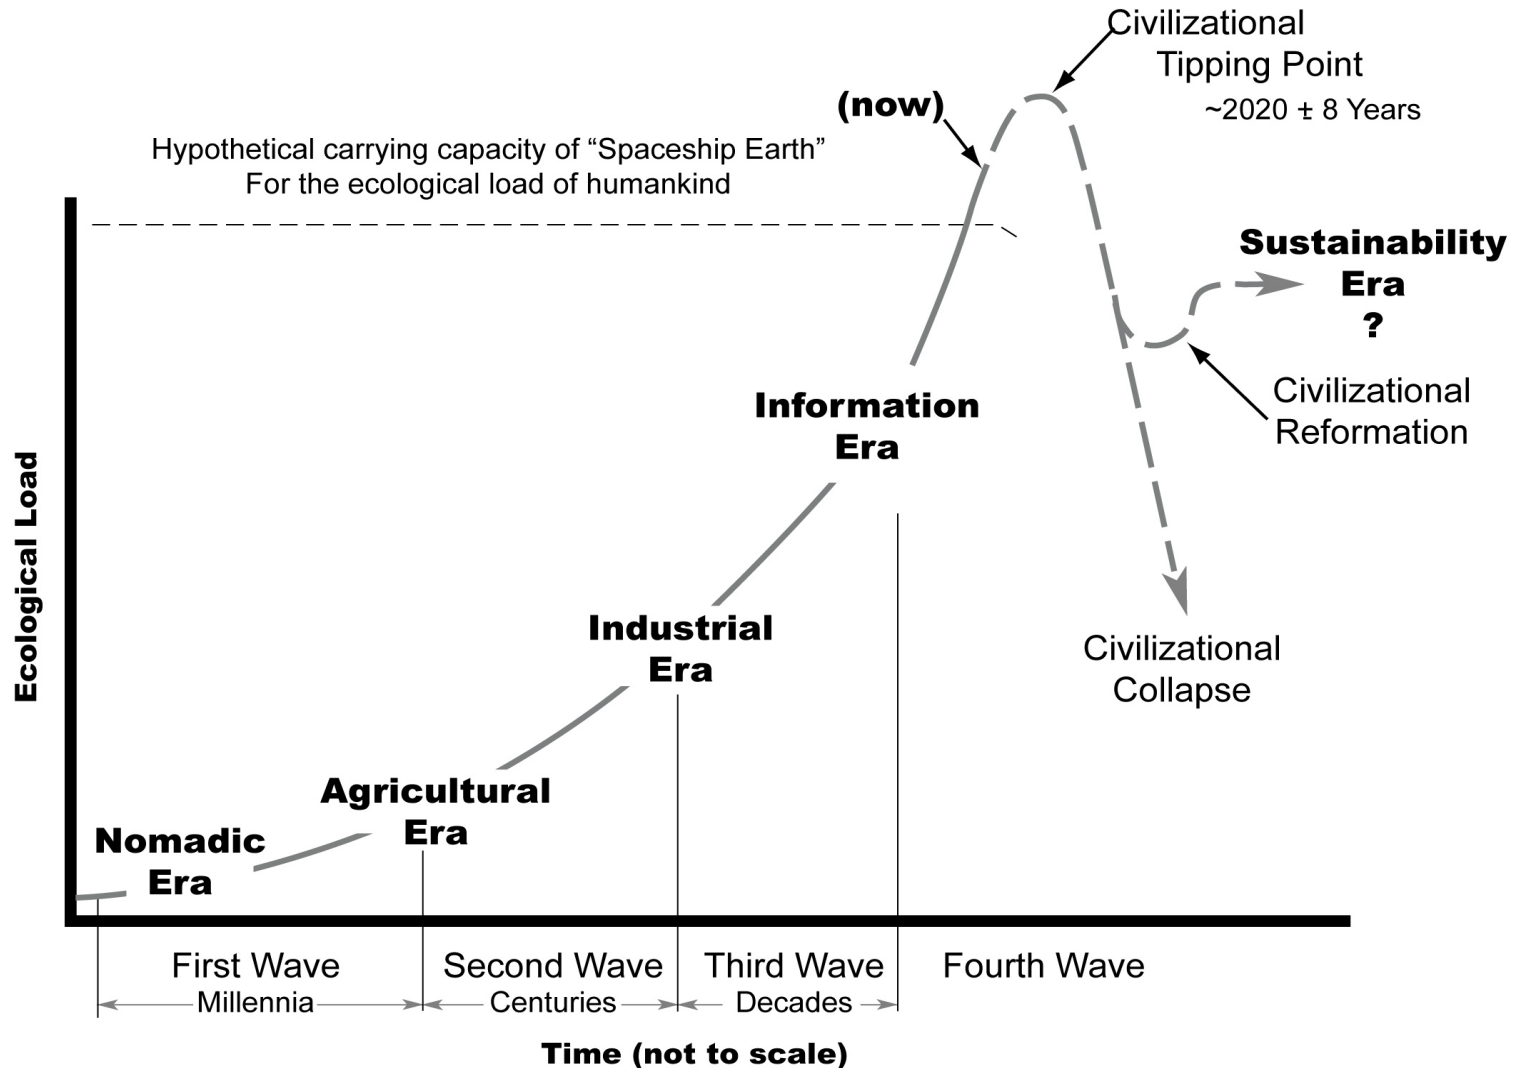 Civilizational
Tipping Point
~2020 ± 8 Years
(now)
Hypothetical carrying capacity of “Spaceship Earth”
For the ecological load of humankind
Sustainability
Era
?
Civilizational
Reformation
Information
Era
Ecological Load
Industrial
Era
Civilizational
Collapse
Agricultural
Era
Nomadic
Era
First Wave
Second Wave
Third Wave
Fourth Wave
Millennia
Centuries
Decades
Time (not to scale)